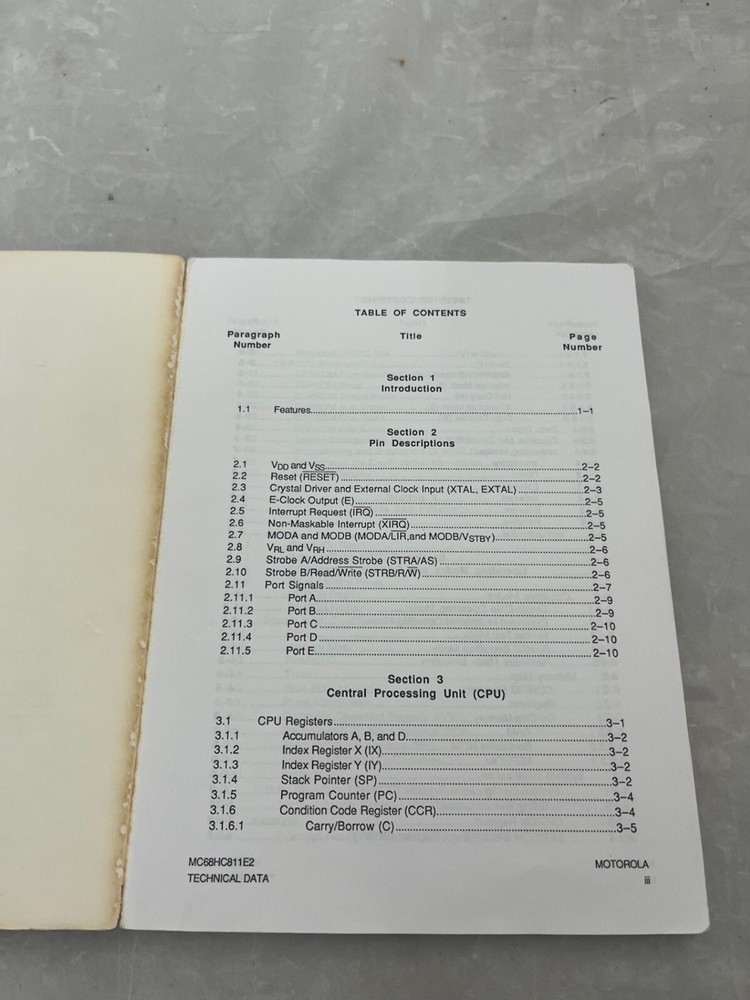 TABLE OF CONTENTS
Paragraph Number Title Page Number
Section 1
Introduction
1.1 Features 1–1
Section 2
Pin Descriptions
2.1 VDD and VSS 2–2
2.2 Reset (RESET) 2–2
2.3 Crystal Driver and External Clock Input (XTAL, EXTAL) 2–3
2.4 E-Clock Output (E) 2–5
2.5 Interrupt Request (IRQ) 2–5
2.6 Non-Maskable Interrupt (XIRQ) 2–5
2.7 MODA and MODB (MODA/LIR,and MODB/VSTBY) 2–5
2.8 VRL and VRH 2–6
2.9 Strobe A/Address Strobe (STRA/AS) 2–6
2.10 Strobe B/Read/Write (STRB/R/W) 2–6
2.11 Port Signals 2–7
2.11.1 Port A 2–9
2.11.2 Port B 2–9
2.11.3 Port C 2–10
2.11.4 Port D 2–10
2.11.5 Port E 2–10
Section 3
Central Processing Unit (CPU)
3.1 CPU Registers 3–1
3.1.1 Accumulators A, B, and D 3–2
3.1.2 Index Register X (IX) 3–2
3.1.3 Index Register Y (IY) 3–2
3.1.4 Stack Pointer (SP) 3–2
3.1.5 Program Counter (PC) 3–4
3.1.6 Condition Code Register (CCR) 3–4
3.1.6.1 Carry/Borrow (C) 3–5
MC68HC811E2 MOTOROLA
TECHNICAL DATA iii